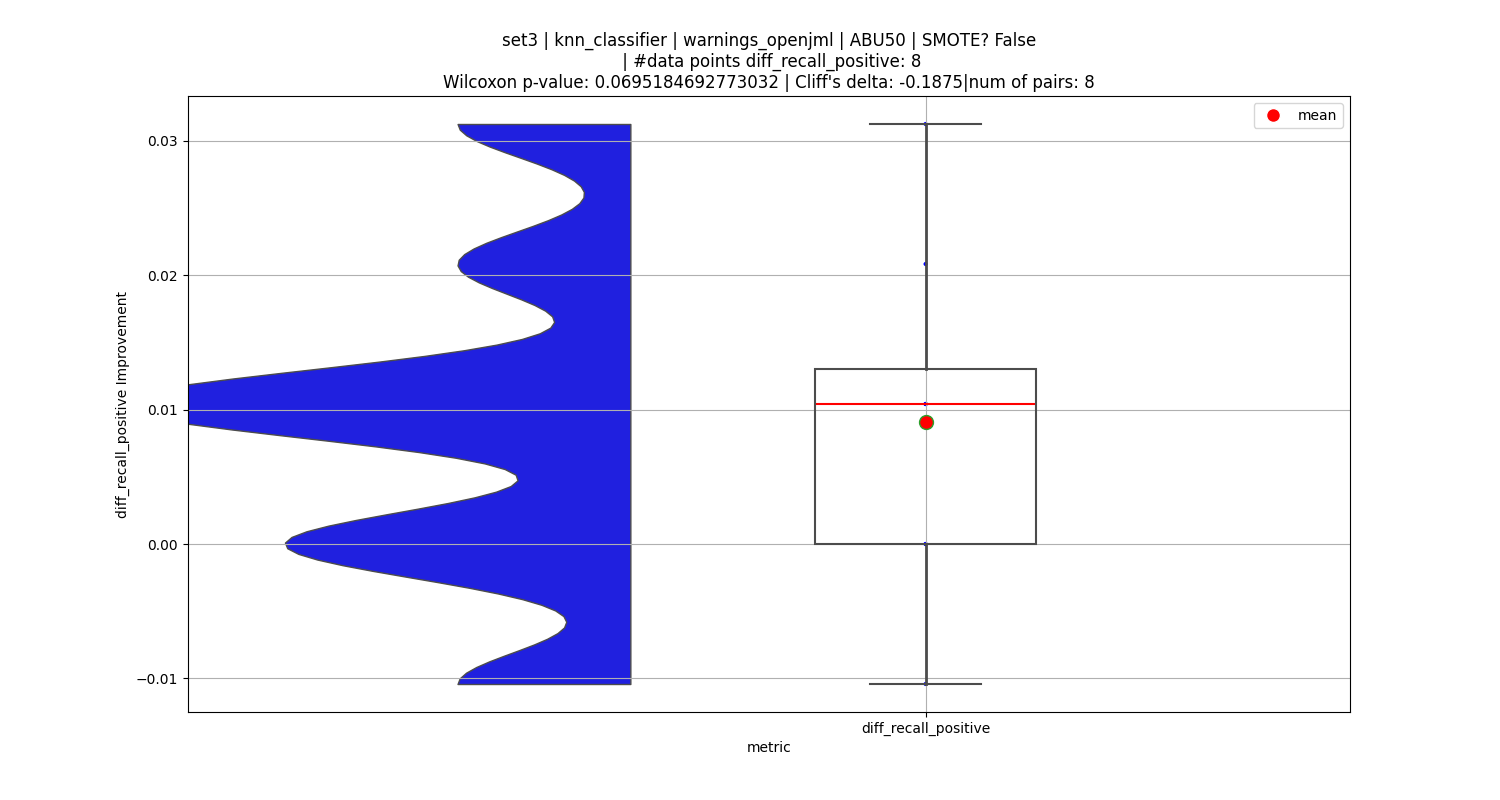 set3 | knn_classifier | warnings_openjml | ABU50 | SMOTE? False
| #data points diff_recall_positive: 8
Wilcoxon p-value: 0.0695184692773032 | Cliff's delta: -0.1875|num of pairs: 8
mean
0.03
0.02
0.01
0.00
−0.01
diff_recall_positive Improvement
diff_recall_positive
metric